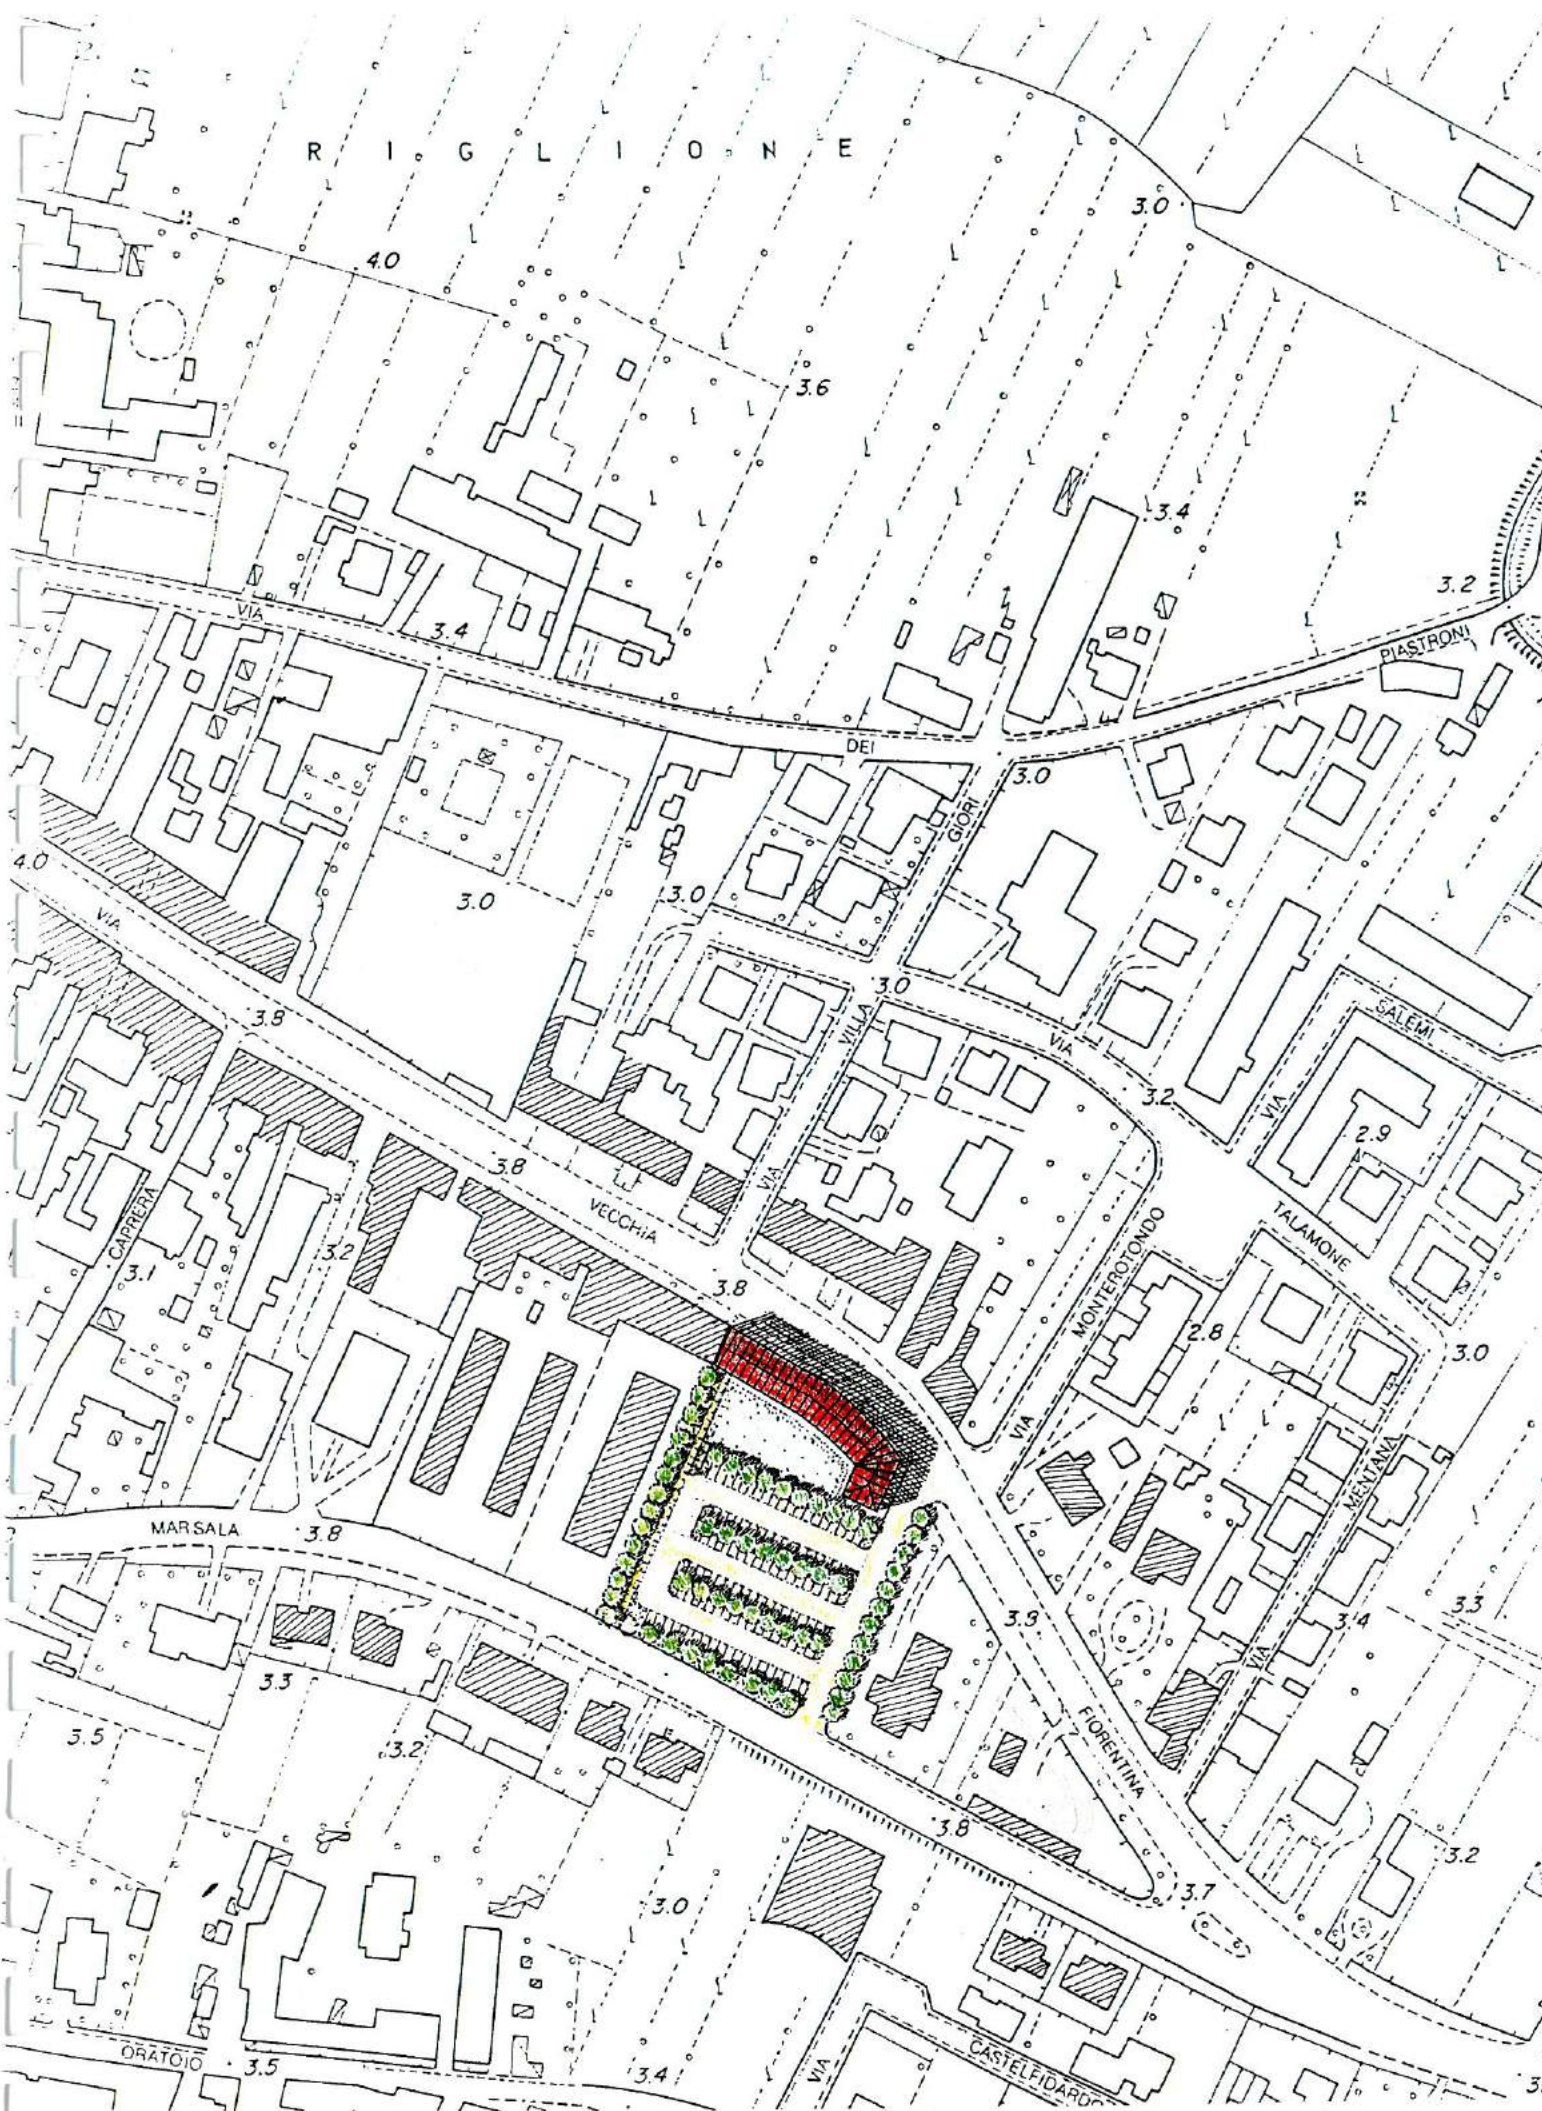 RIGLIONE
3.0
4.0
3.6
3.4
3.2
VIA
3.4
PIASTRONI
DEI
3.0
GIORI
4.0
3.0
3.0
VIA
3.0
3.8
SALEMI
VILLA
VIA
3.2
VIA
2.9
3.8
VIA
CAPRERA
VECCHIA
MONTEROTONDO
TALAMONE
3.2
3.1
3.8
2.8
3.0
VIA
MENTANA
MARSALA
3.8
3.9
3.4
3.3
VIA
3.3
3.5
3.2
FIORENTINA
3.8
3.2
3.7
3.0
ORATOIO
3.5
3.4
VIA
CASTELFIDARDO